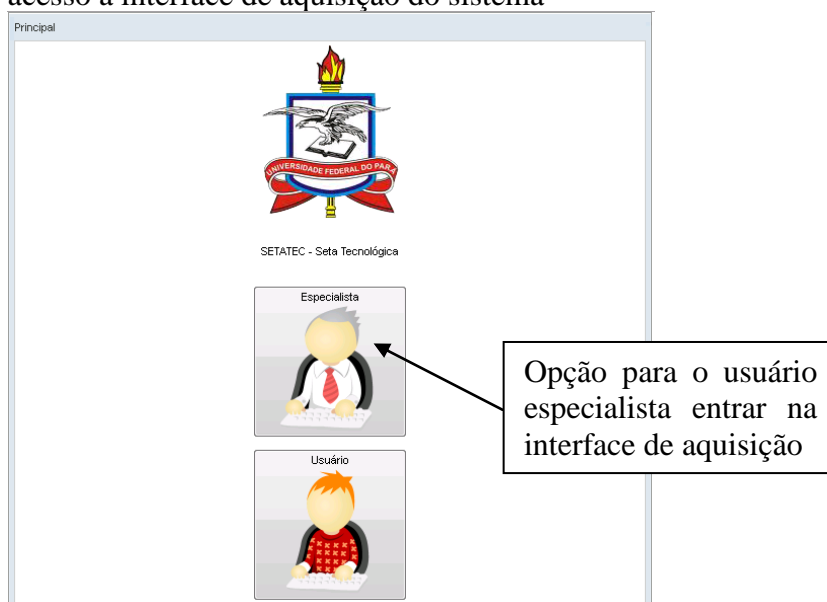 acesso à interface de aquisição do sistema
Principal
UNIVERSIDADE FEDERAL DO PARÁ
SETATEC - Seta Tecnológica
Especialista
Opção para o usuário
especialista entrar na
interface de aquisição
Usuário